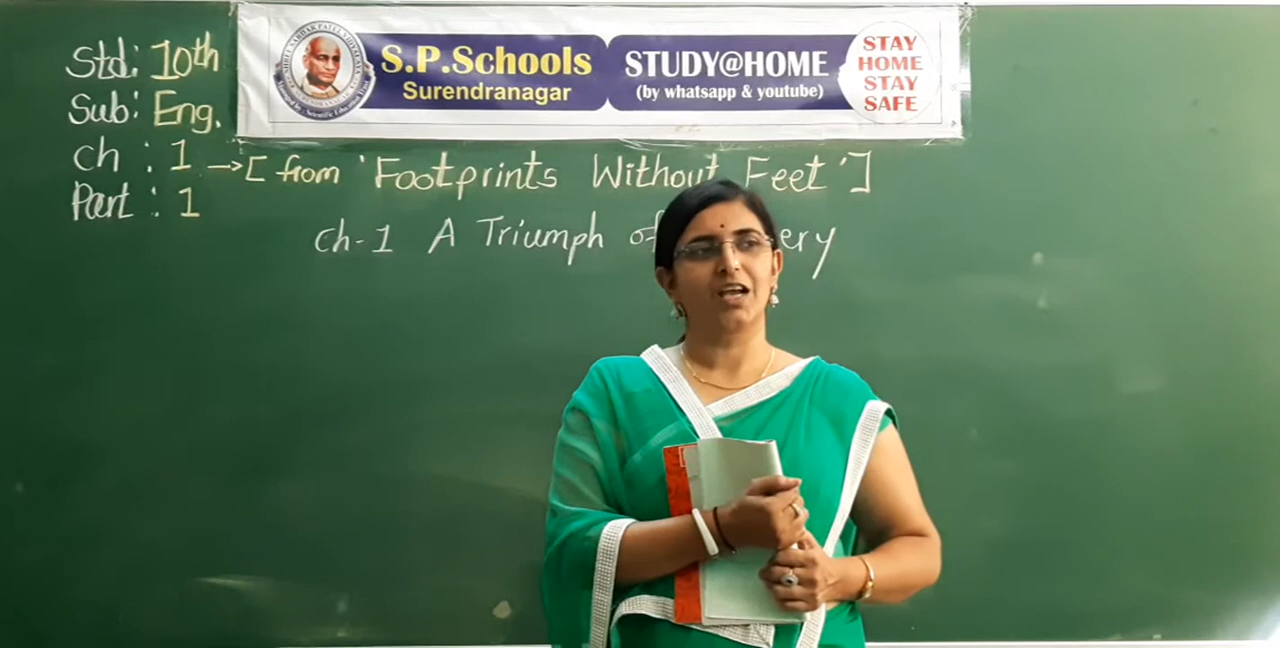 Std: 10th
Sub: Eng.
Ch : 1 → [ from 'Footprints Without Feet' ]
Part : 1
ch-1 A Triumph of ery
S.P.Schools
Surendranagar
STUDY@HOME
(by whatsapp & youtube)
STAY
HOME
STAY
SAFE